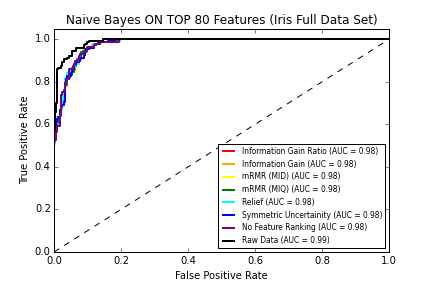 Naive Bayes ON TOP 80 Features (Iris Full Data Set)
1.0
0.8
0.6
0.4
0.2
0.0
True Positive Rate
Information Gain Ratio (AUC = 0.98)
Information Gain (AUC = 0.98)
mRMR (MID) (AUC = 0.98)
mRMR (MIQ) (AUC = 0.98)
Relief (AUC = 0.98)
Symmetric Uncertainity (AUC = 0.98)
No Feature Ranking (AUC = 0.98)
Raw Data (AUC = 0.99)
0.0 0.2 0.4 0.6 0.8 1.0
False Positive Rate